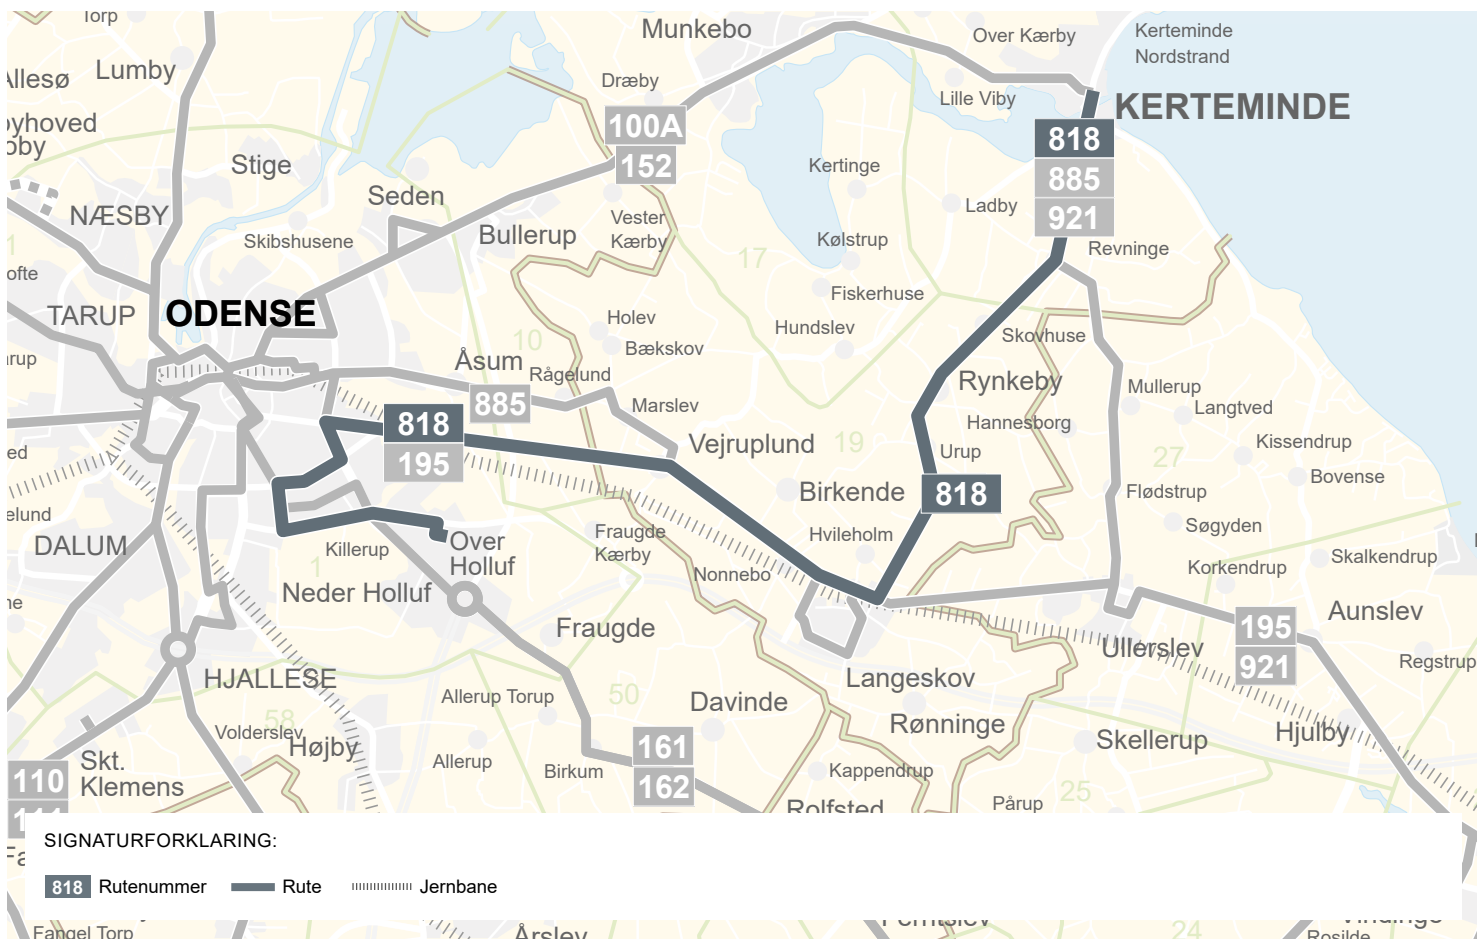 Torp
Munkebo
Over Kærby
Kerteminde
Nordstrand
Allesø
Lumby
Dræby
Lille Viby
KERTEMINDE
100A
152
818
885
921
Stige
Seden
Kertinge
Ladby
NÆSBY
Skibshusene
Bullerup
Vester
Kærby
Kølstrup
Revninge
17
1
Fiskerhuse
TARUP
ODENSE
Holev
Hundslev
Skovhuse
10
Bækskov
Åsum
Rågelund
Rynkeby
Mullerup
885
Marslev
Langtved
818
195
Vejruplund
19
Hannesborg
Kissendrup
Urup
27
Bovense
Birkende
818
Flødstrup
Søgyden
DALUM
Killerup
Over
Holluf
Fraugde
Kærby
Hvileholm
Skalkendrup
1
Nonnebo
Korkendrup
Neder Holluf
Aunslev
Fraugde
195
921
Ullerslev
Regstrup
HJALLESE
Langeskov
Allerup Torup
50
Davinde
Rønninge
58
Volderslev
Højby
Hjulby
Skellerup
Skt.
Klemens
161
162
Allerup
Birkum
Kappendrup
110
25
Rolfsted
Pårup
SIGNATURFORKLARING:
818 Rutenummer Rute Jernbane
Fangel Torp
Årslev
24
Rosilde